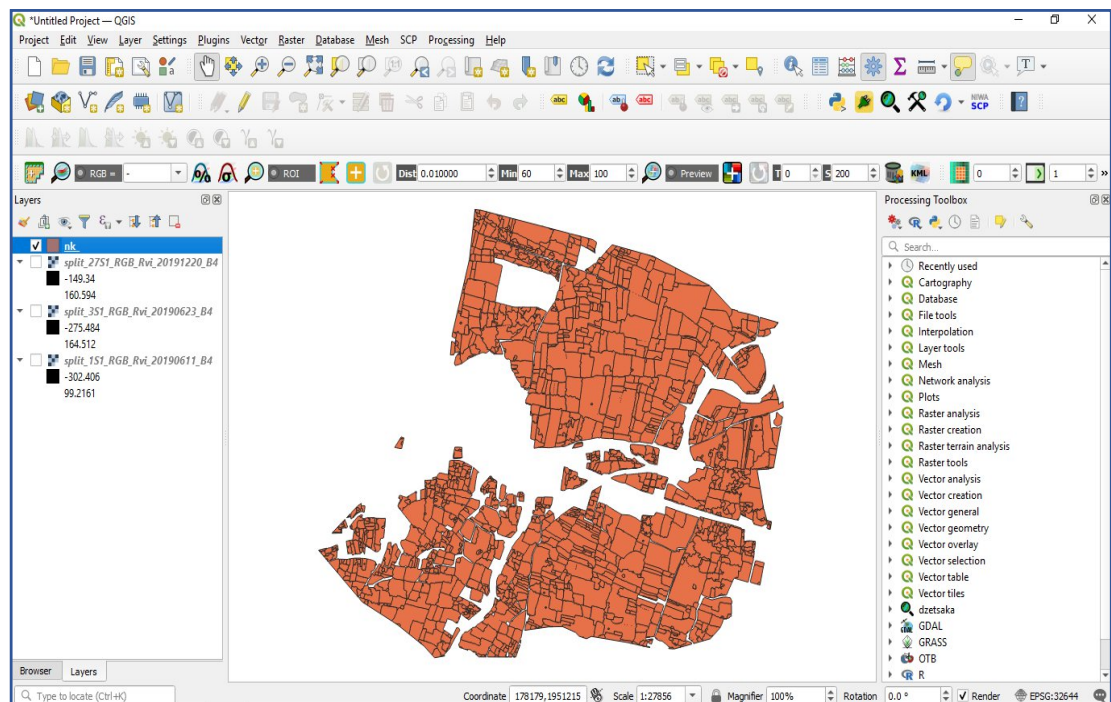 *Untitled Project — QGIS
Project Edit View Layer Settings Plugins Vector Raster Database Mesh SCP Processing Help
NIWA
SCP
RGB = - ROI Dist 0.010000 Min 60 Max 100 Preview T 0 S 200 KML 0 1 »
Layers
nk
split_27S1_RGB_Rvi_20191220_B4
-149.34
160.594
split_3S1_RGB_Rvi_20190623_B4
-275.484
164.512
split_1S1_RGB_Rvi_20190611_B4
-302.406
99.2161
Browser Layers
Processing Toolbox
Search...
Recently used
Cartography
Database
File tools
Interpolation
Layer tools
Mesh
Network analysis
Plots
Raster analysis
Raster creation
Raster terrain analysis
Raster tools
Vector analysis
Vector creation
Vector general
Vector geometry
Vector overlay
Vector selection
Vector table
Vector tiles
dzetsaka
GDAL
GRASS
OTB
R
Type to locate (Ctrl+K) Coordinate 178179,1951215 Scale 1:27856 Magnifier 100% Rotation 0.0 ° Render EPSG:32644